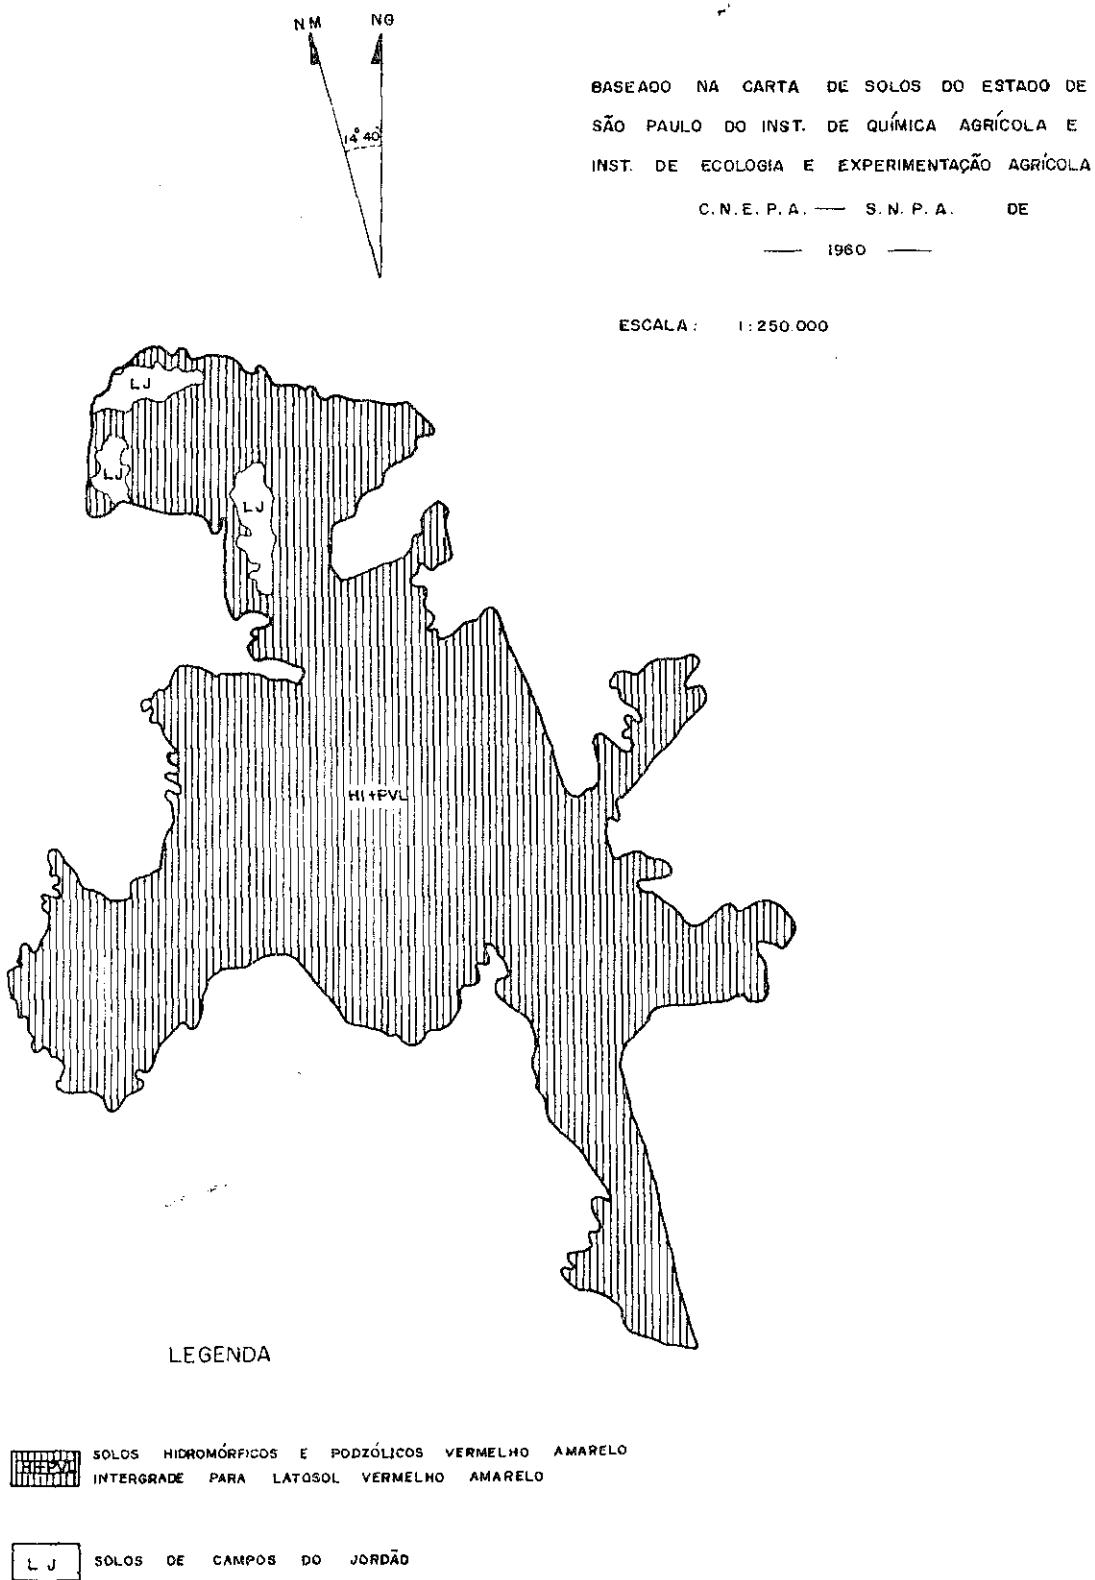 NM NG
14° 40'
BASEADO NA CARTA DE SOLOS DO ESTADO DE
SÃO PAULO DO INST. DE QUÍMICA AGRÍCOLA E
INST. DE ECOLOGIA E EXPERIMENTAÇÃO AGRÍCOLA
C.N.E.P.A. — S.N.P.A. DE
— 1960 —
ESCALA: 1:250.000
LJ
LJ
LJ
HI+PVL
LEGENDA
HI+PVL SOLOS HIDROMÓRFICOS E PODZÓLICOS VERMELHO AMARELO
INTERGRADE PARA LATOSOL VERMELHO AMARELO
LJ SOLOS DE CAMPOS DO JORDÃO